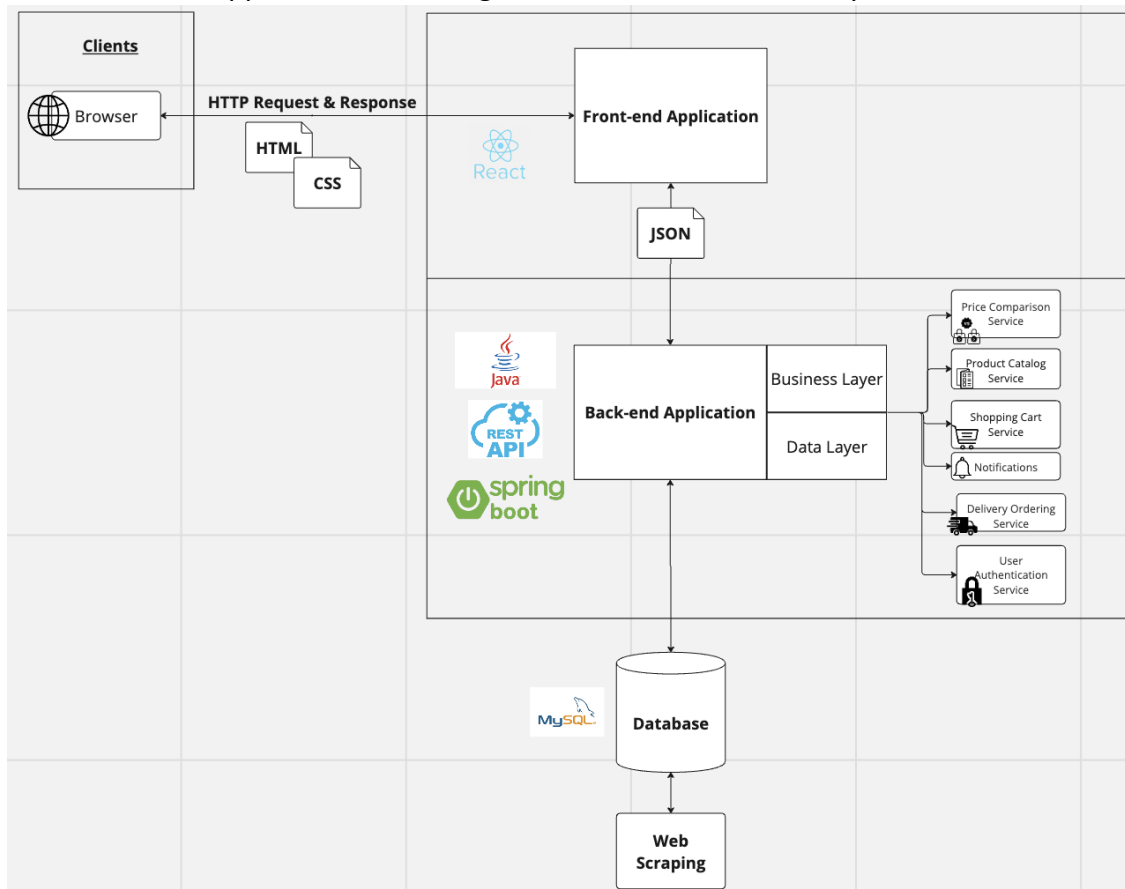 Clients
Browser
HTTP Request & Response
HTML
CSS
React
Front-end Application
JSON
Java
REST
API
spring
boot
Back-end Application
Business Layer
Data Layer
Price Comparison
Service
Product Catalog
Service
Shopping Cart
Service
Notifications
Delivery Ordering
Service
User
Authentication
Service
MySQL
Database
Web
Scraping